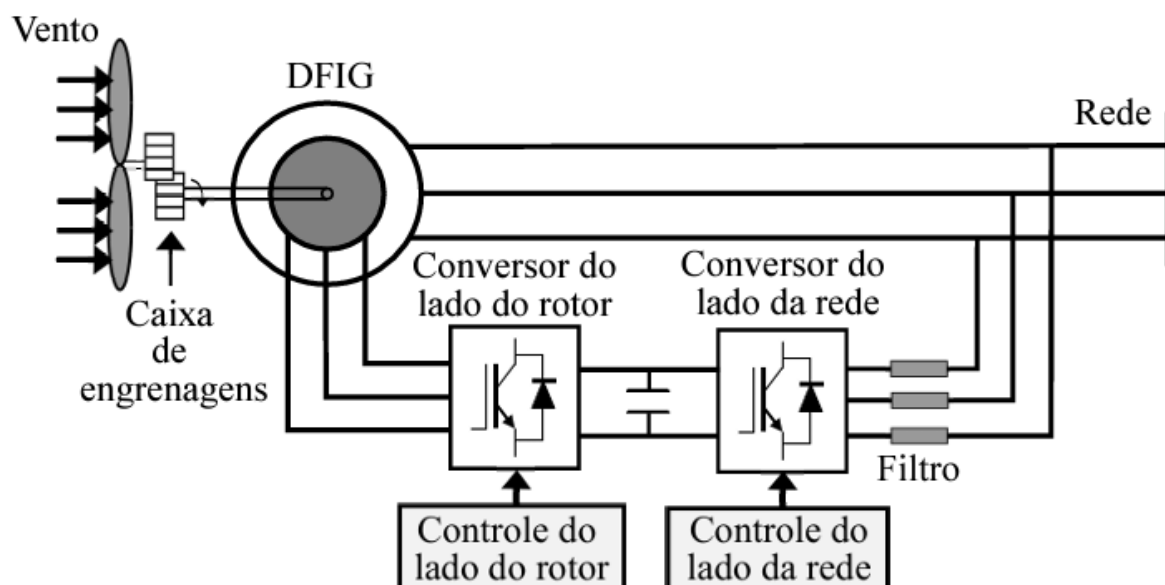 Vento
DFIG
Rede
Caixa
de
engrenagens
Conversor do
lado do rotor
Conversor do
lado da rede
Filtro
Controle do
lado do rotor
Controle do
lado da rede